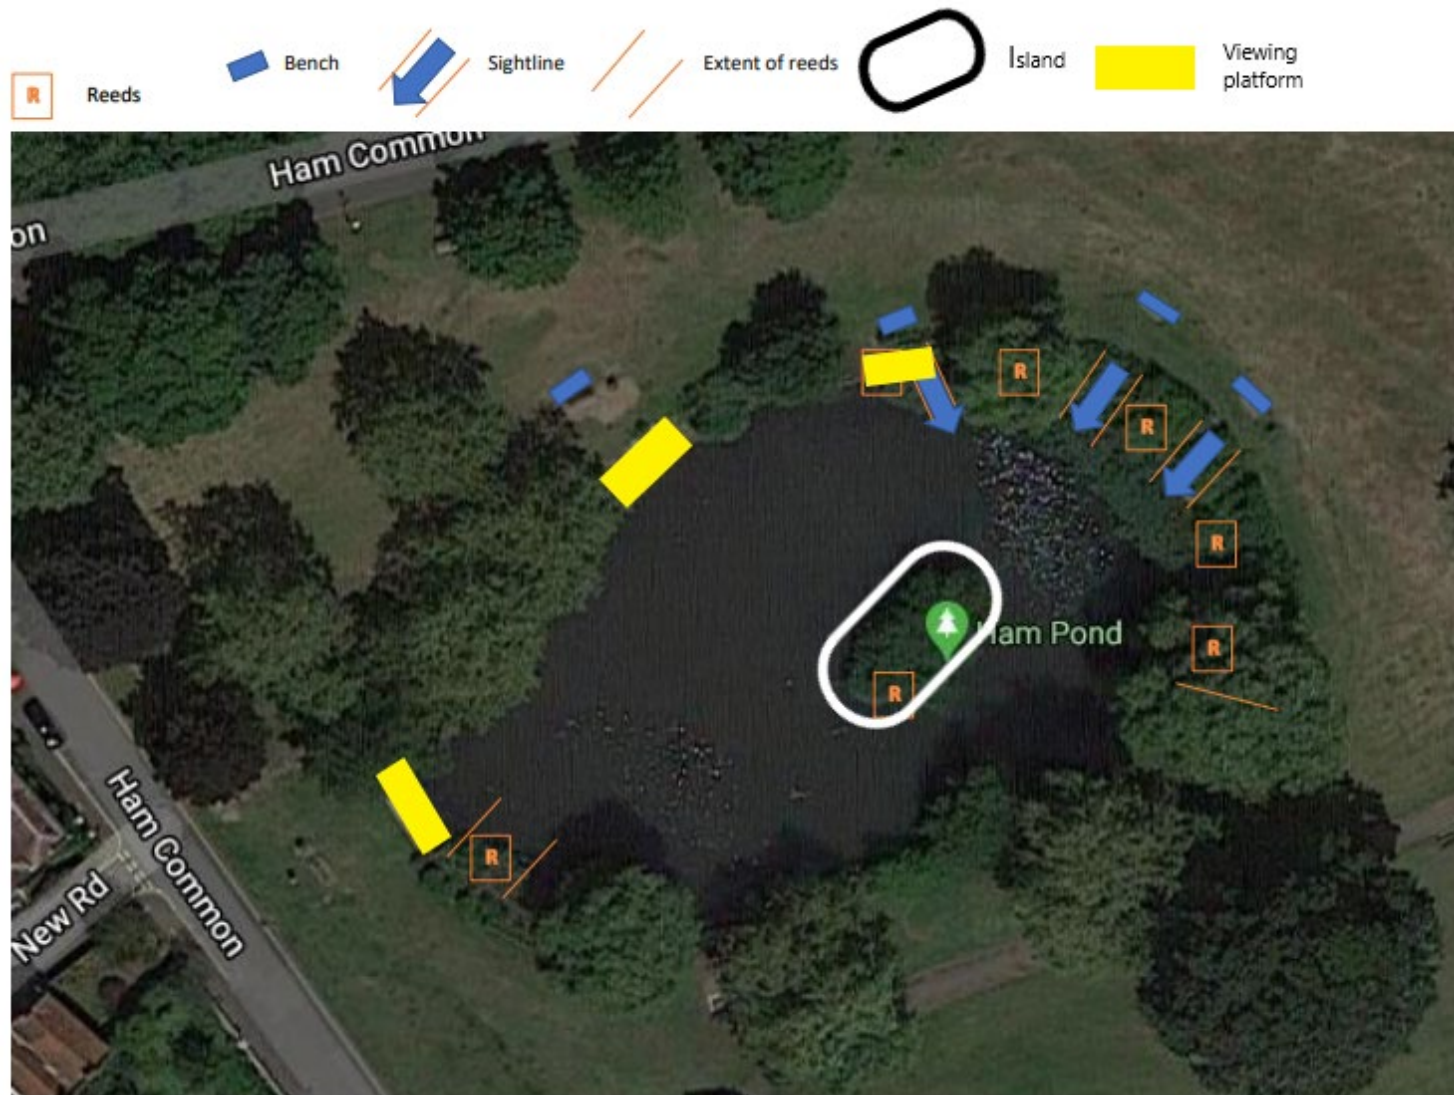 R
Reeds
Bench
Sightline
Extent of reeds
Island
Viewing
platform
Ham Common
on
R
R
R
R
Ham Pond
R
R
Ham Common
New Rd